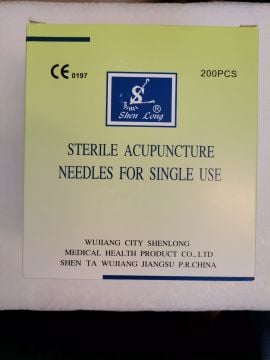 CE 0197
200PCS
Shen Long ®
STERILE ACUPUNCTURE
NEEDLES FOR SINGLE USE
WUJIANG CITY SHENLONG
MEDICAL HEALTH PRODUCT CO.,LTD
SHEN TA WUJIANG JIANGSU P.R.CHINA